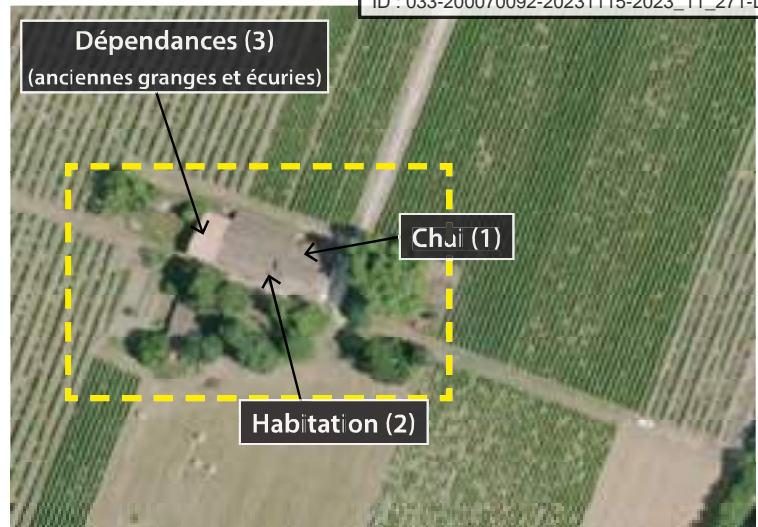 ID : 033-200070092-20231115-2023_11_271-D
Dépendances (3)
(anciennes granges et écuries)
Chai (1)
Habitation (2)